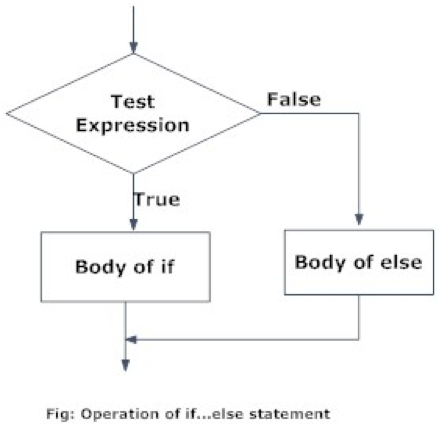 Test
Expression
False
True
Body of if
Body of else
Fig: Operation of if...else statement